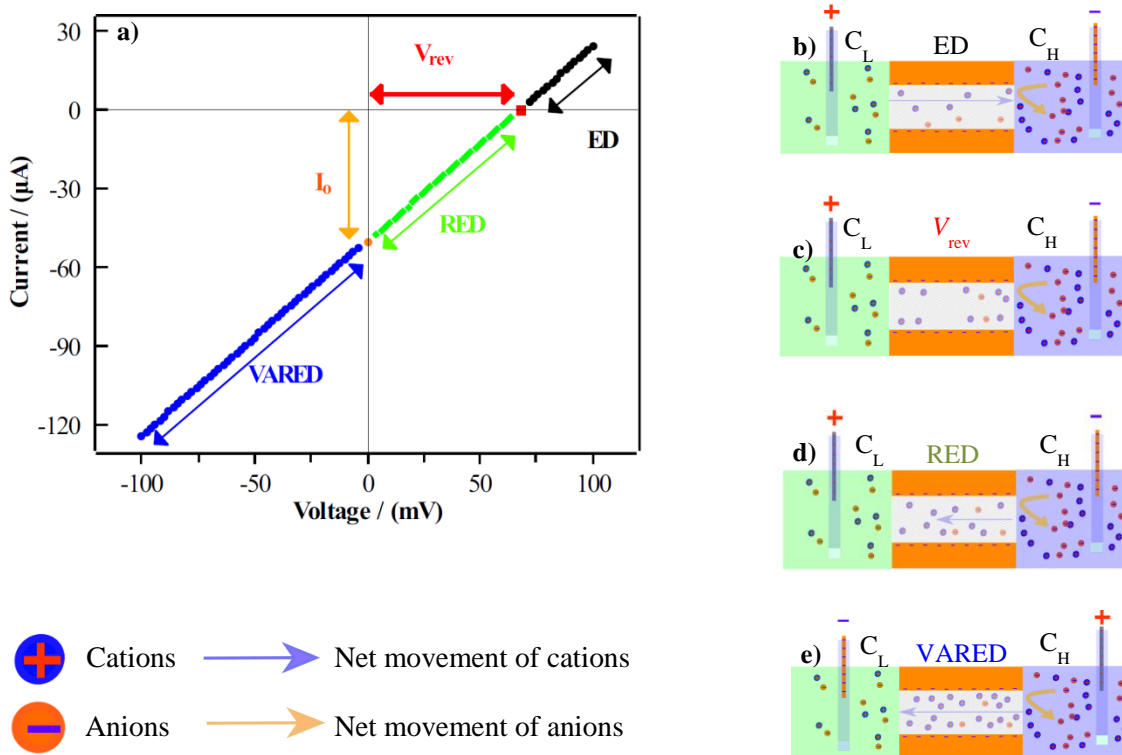 a)
30
0
-30
-60
-90
-120
Current / (μA)
-100
-50
0
50
100
Voltage / (mV)
V_rev
I_o
ED
RED
VARED
b)
+
-
C_L
ED
C_H
c)
+
-
C_L
V_rev
C_H
d)
+
-
C_L
RED
C_H
e)
-
+
C_L
VARED
C_H
+ Cations
Net movement of cations
- Anions
Net movement of anions